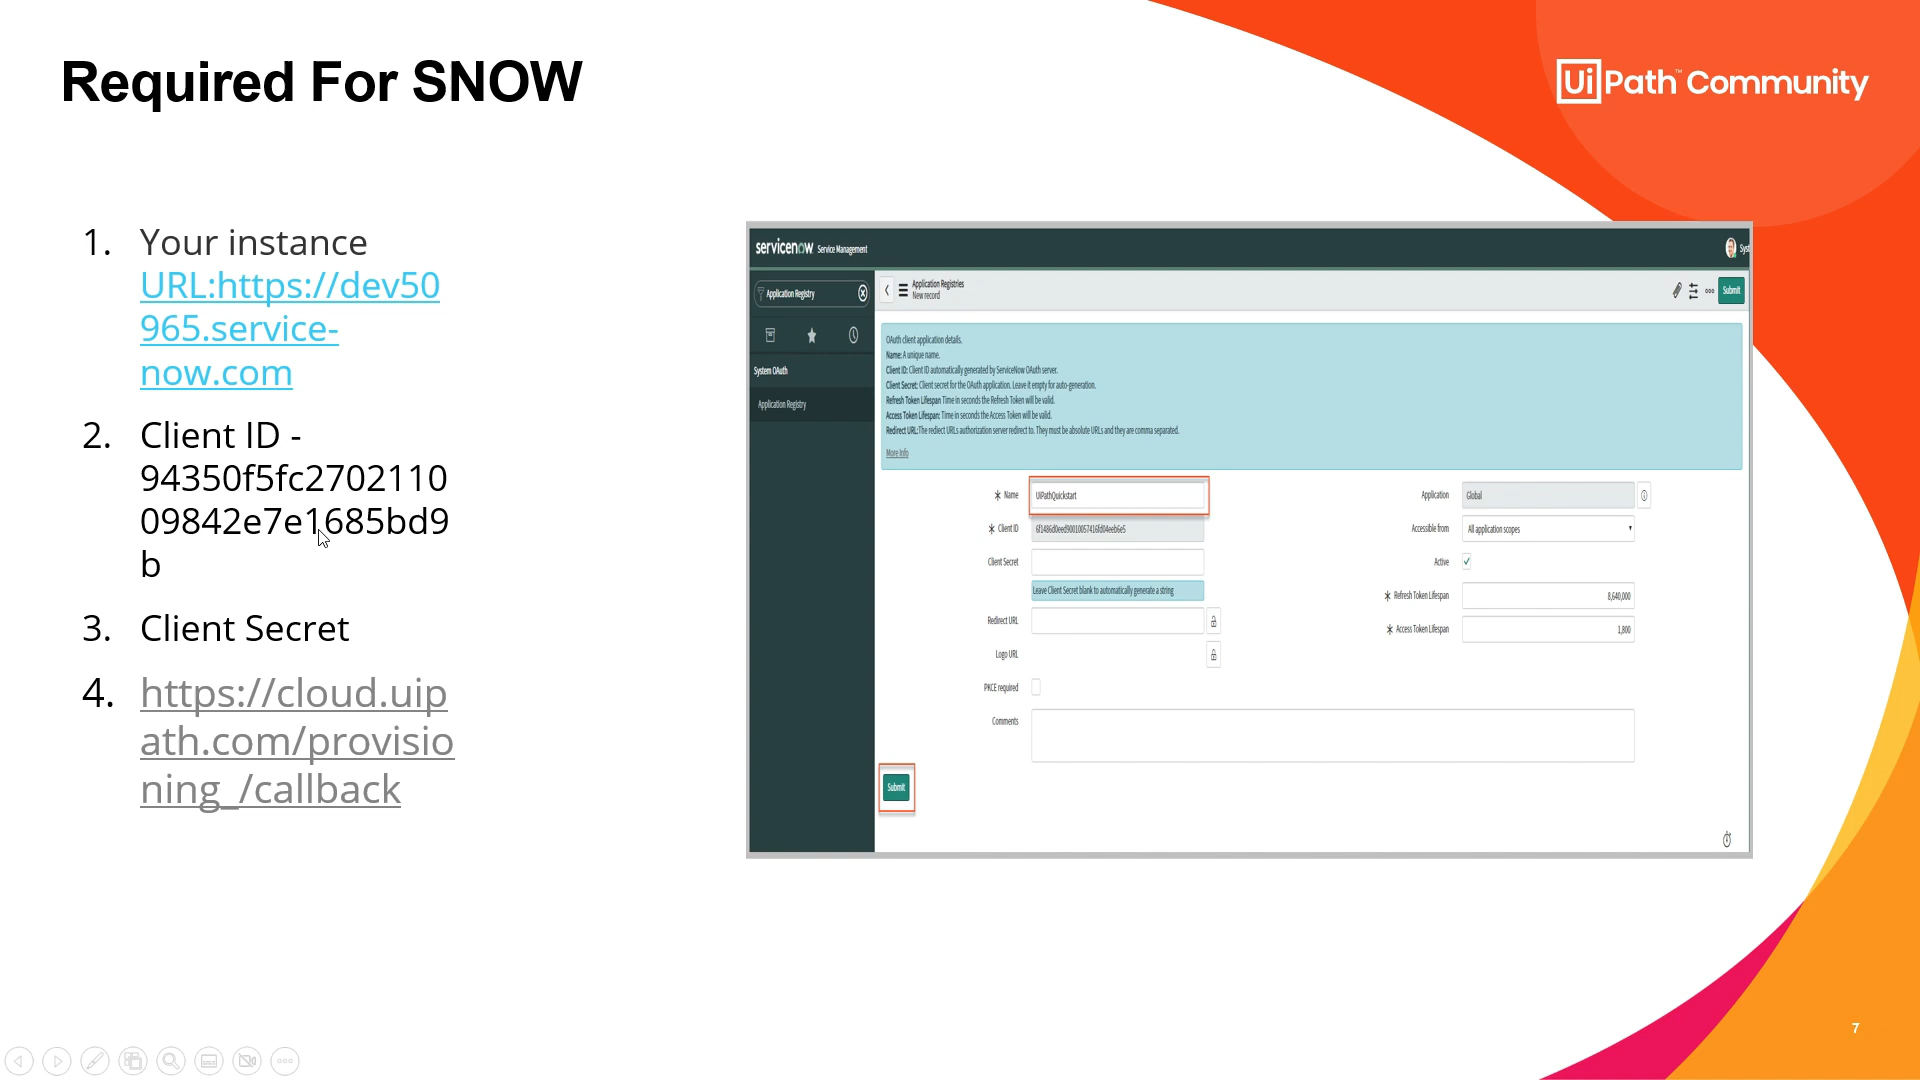 Required For SNOW
UiPath™ Community
1. Your instance
URL:https://dev50
965.service-
now.com
2. Client ID -
94350f5fc2702110
09842e7e1685bd9
b
3. Client Secret
4. https://cloud.uip
ath.com/provisio
ning_/callback
servicenow Service Management
Syst
Application Registry
Application Registries
New record
Submit
System OAuth
Application Registry
OAuth client application details.
Name: A unique name.
Client ID: Client ID automatically generated by ServiceNow OAuth server.
Client Secret: Client secret for the OAuth application. Leave it empty for auto-generation.
Refresh Token Lifespan Time in seconds the Refresh Token will be valid.
Access Token Lifespan: Time in seconds the Access Token will be valid.
Redirect URL:The rediect URLs authorization server redirect to. They must be absolute URLs and they are comma separated.
More Info
Name UiPathQuickstart
Application Global
Client ID
Accessible from All application scopes
Client Secret
Active
Leave Client Secret blank to automatically generate a string
Refresh Token Lifespan 8,640,000
Redirect URL
Access Token Lifespan 1,800
Logo URL
PKCE required
Comments
Submit
7